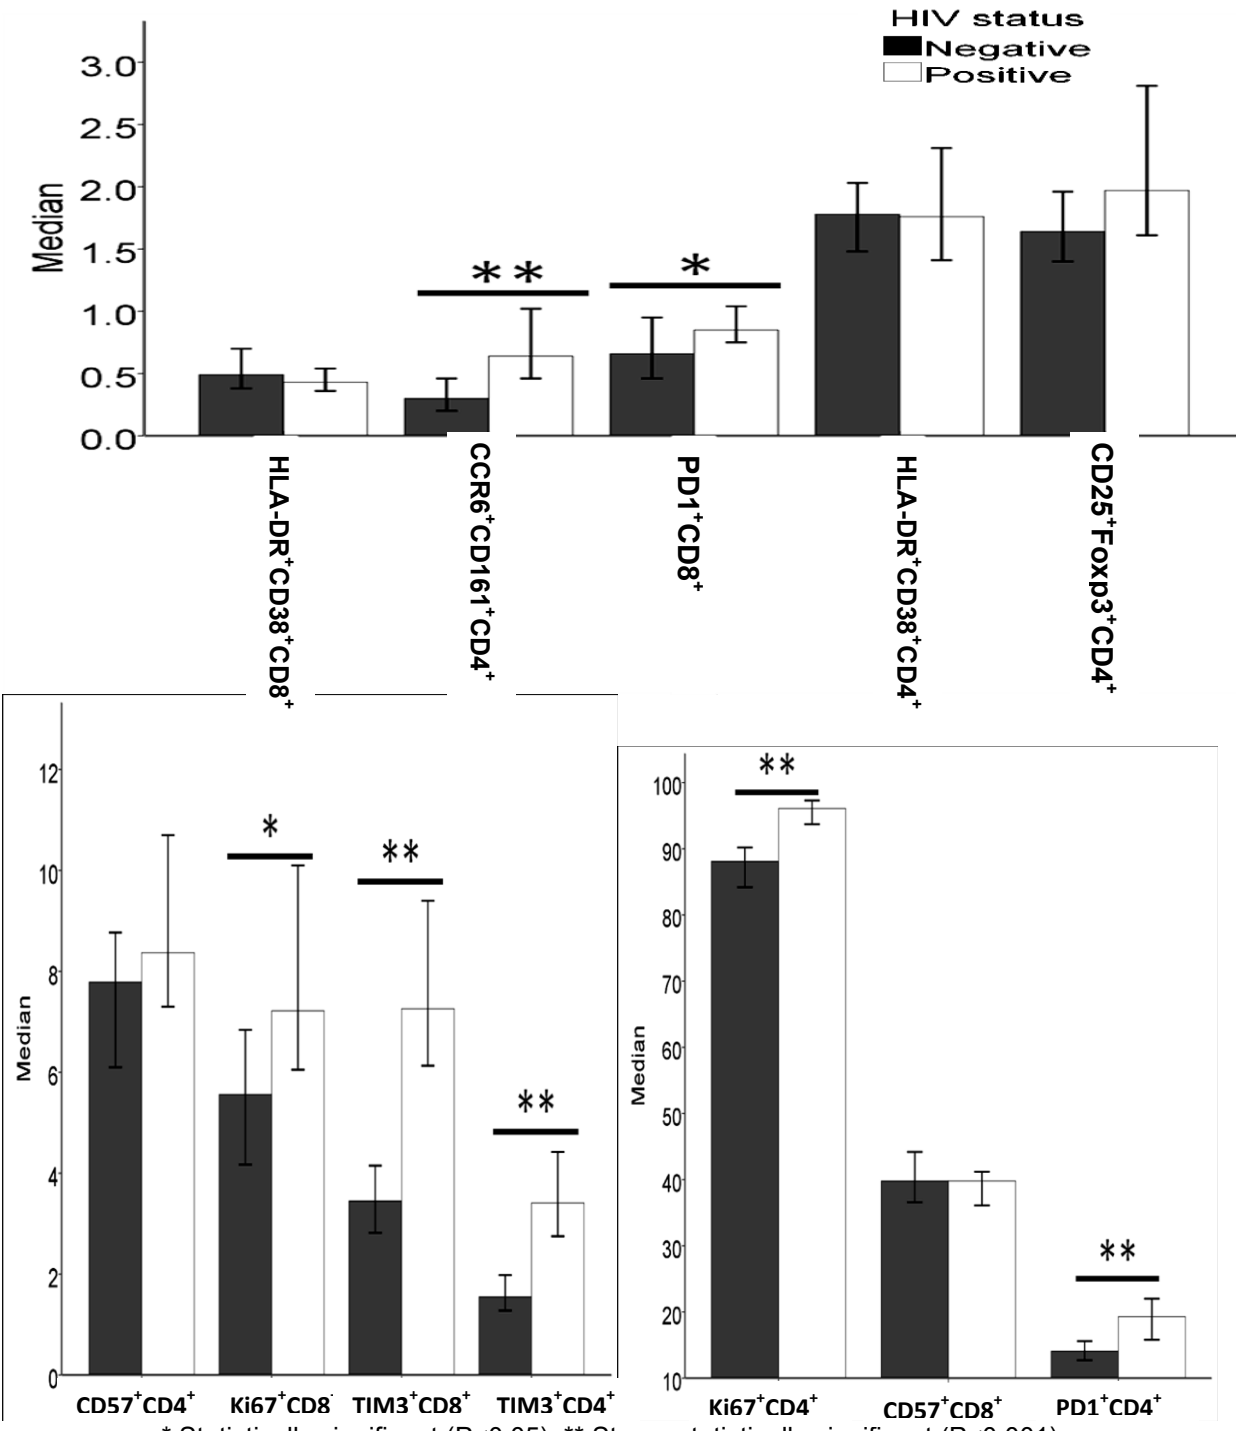 HIV status
Negative
Positive
Median
3.0
2.5
2.0
1.5
1.0
0.5
0.0
**
*
HLA-DR⁺CD38⁺CD8⁺
CCR6⁺CD161⁺CD4⁺
PD1⁺CD8⁺
HLA-DR⁺CD38⁺CD4⁺
CD25⁺Foxp3⁺CD4⁺
Median
12
10
8
6
4
2
0
*
**
**
CD57⁺CD4⁺
Ki67⁺CD8
TIM3⁺CD8⁺
TIM3⁺CD4⁺
Median
100
90
80
70
60
50
40
30
20
10
**
**
Ki67⁺CD4⁺
CD57⁺CD8⁺
PD1⁺CD4⁺